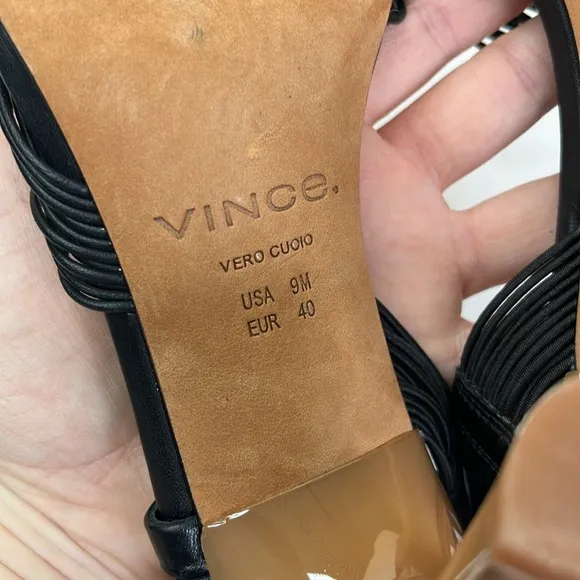 VINCe.
VERO CUOIO
USA 9M
EUR 40